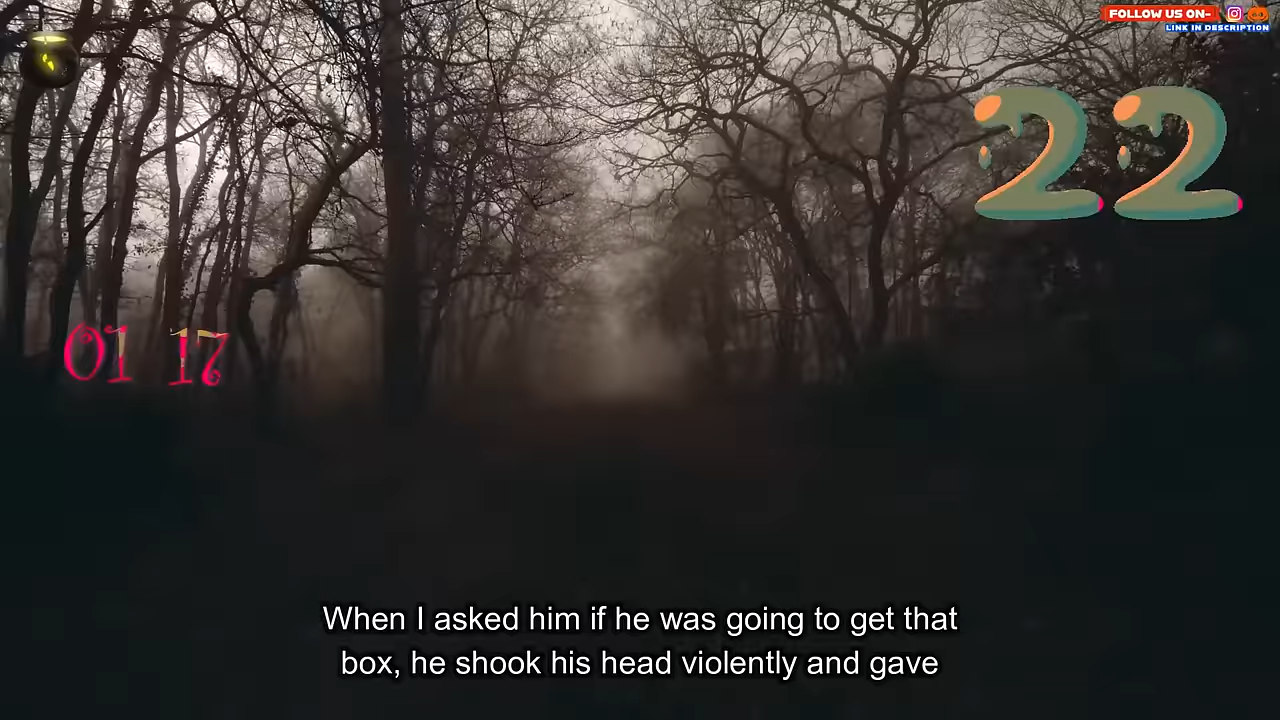 FOLLOW US ON-
LINK IN DESCRIPTION
22
01 17
When I asked him if he was going to get that
box, he shook his head violently and gave